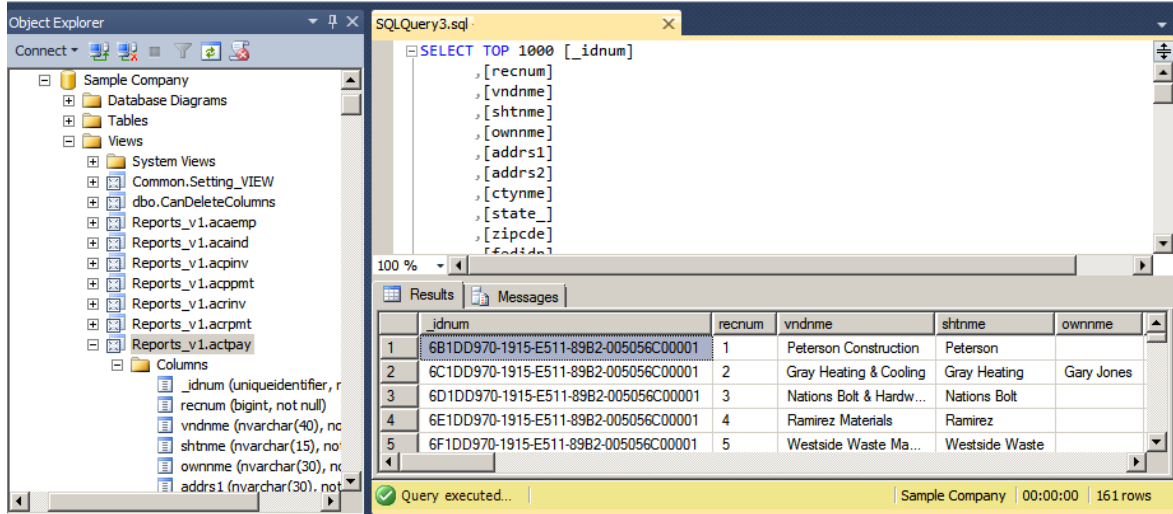 Object Explorer
Connect
Sample Company
Database Diagrams
Tables
Views
System Views
Common.Setting_VIEW
dbo.CanDeleteColumns
Reports_v1.acaemp
Reports_v1.acaind
Reports_v1.acpinv
Reports_v1.acppmt
Reports_v1.acrinv
Reports_v1.acrpmt
Reports_v1.actpay
Columns
_idnum (uniqueidentifier, r
recnum (bigint, not null)
vndnme (nvarchar(40), no
shtnme (nvarchar(15), no
ownnme (nvarchar(30), no
addrs1 (nvarchar(30), not
SQLQuery3.sql
SELECT TOP 1000 [_idnum]
,[recnum]
,[vndnme]
,[shtnme]
,[ownnme]
,[addrs1]
,[addrs2]
,[ctynme]
,[state_]
,[zipcde]
,[fedidn]
100 %
Results Messages
_idnum recnum vndnme shtnme ownnme
1 6B1DD970-1915-E511-89B2-005056C00001 1 Peterson Construction Peterson
2 6C1DD970-1915-E511-89B2-005056C00001 2 Gray Heating & Cooling Gray Heating Gary Jones
3 6D1DD970-1915-E511-89B2-005056C00001 3 Nations Bolt & Hardw... Nations Bolt
4 6E1DD970-1915-E511-89B2-005056C00001 4 Ramirez Materials Ramirez
5 6F1DD970-1915-E511-89B2-005056C00001 5 Westside Waste Ma... Westside Waste
Query executed... Sample Company 00:00:00 161 rows